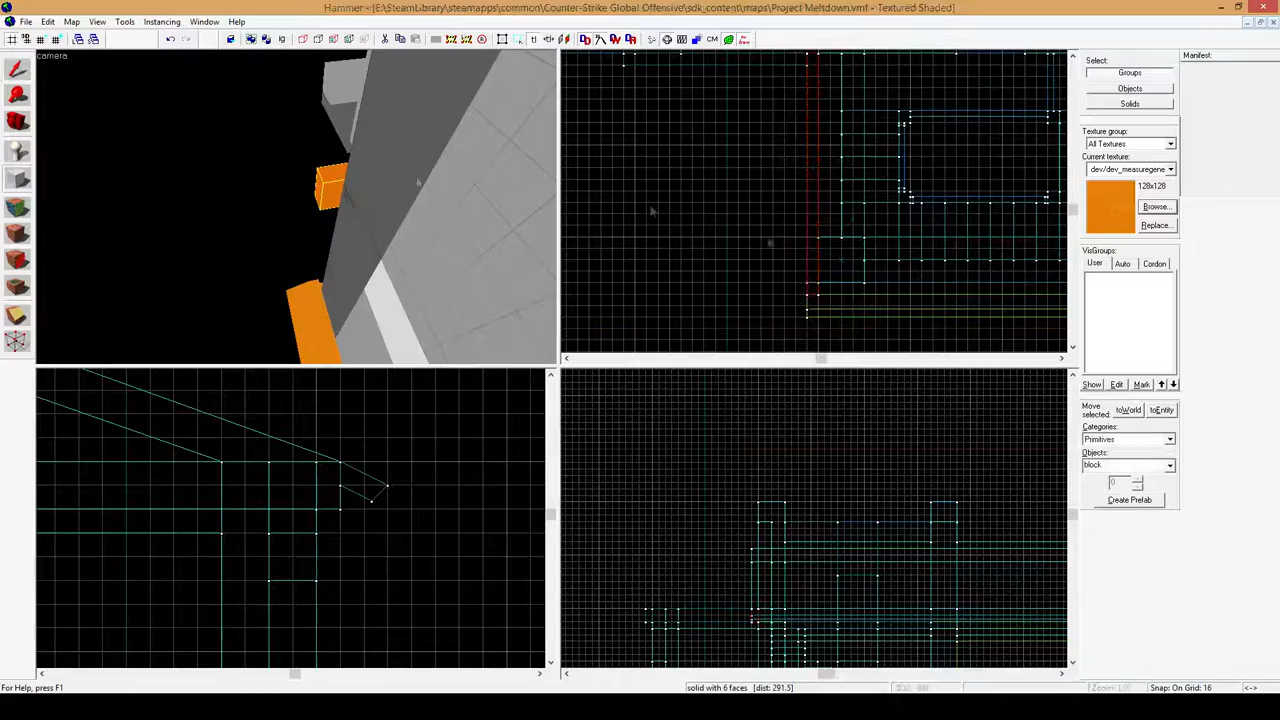 Hammer - [E:\SteamLibrary\steamapps\common\Counter-Strike Global Offensive\sdk_content\maps\Project Meltdown.vmf - Textured Shaded]
File Edit Map View Tools Instancing Window Help
camera
Select:
Groups
Objects
Solids
Manifest:
Texture group:
All Textures
Current texture:
dev/dev_measuregene
128x128
Browse...
Replace...
VisGroups:
User Auto Cordon
Show Edit Mark
Move selected:
toWorld toEntity
Categories:
Primitives
Objects:
block
0
Create Prefab
For Help, press F1
solid with 6 faces [dist: 291.5]
Snap: On Grid: 16
<->